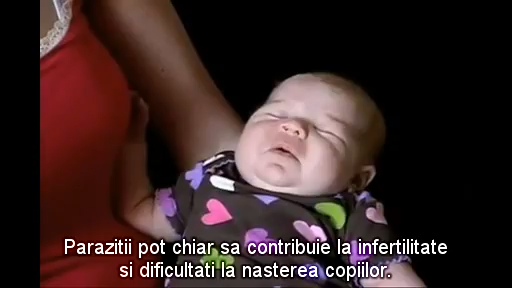 Parazitii pot chiar sa contribuie la infertilitate
si dificultati la nasterea copiilor.